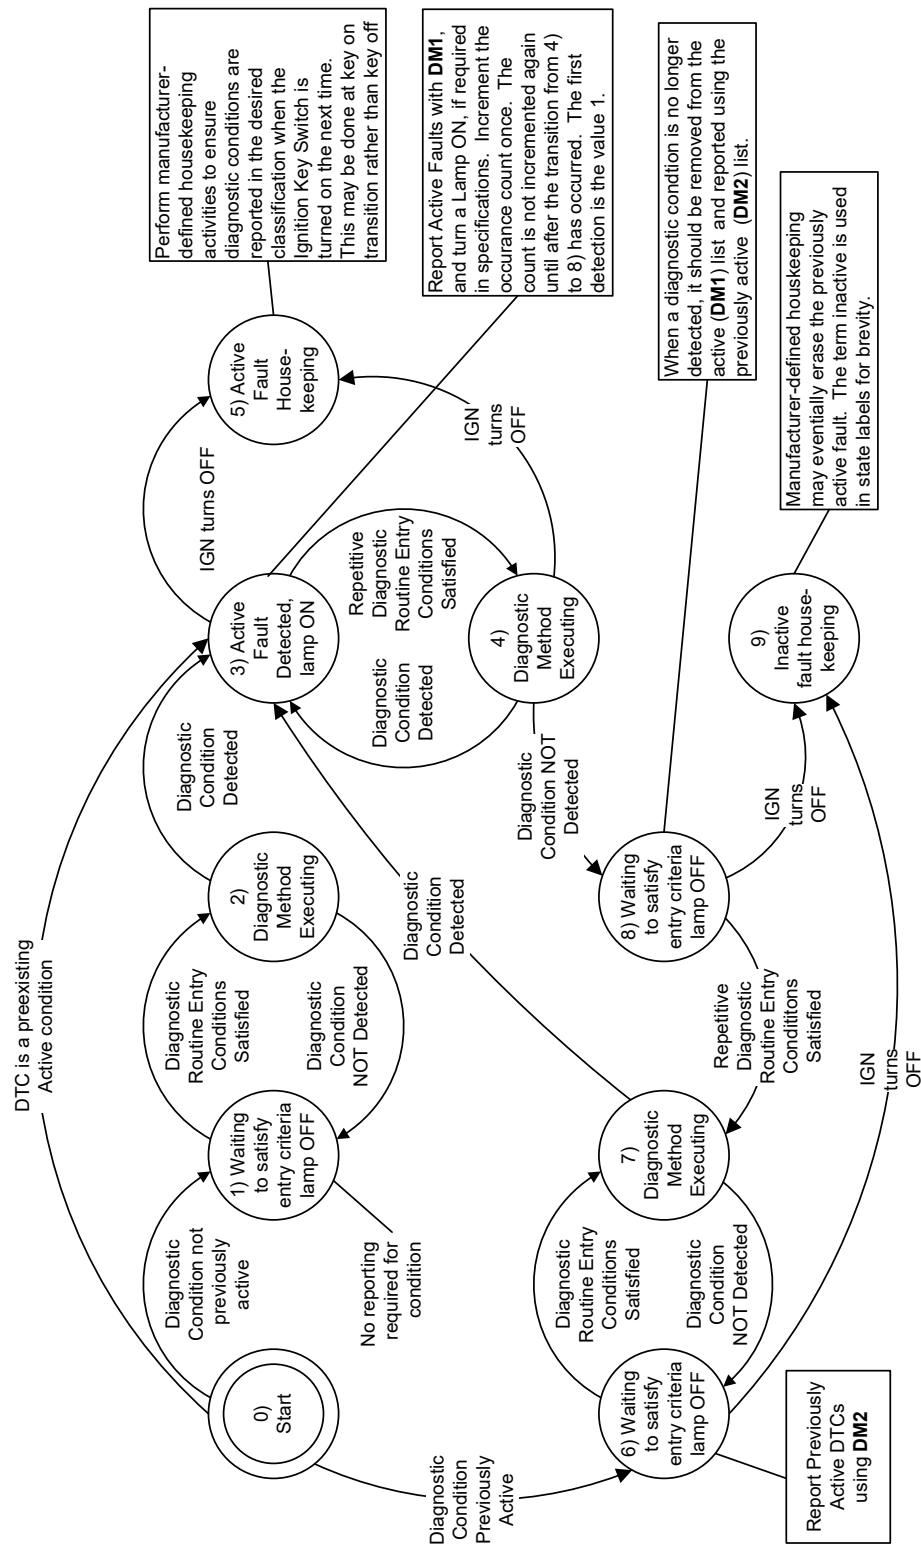 DTC is a preexisting
Active condition
0)
Start
Diagnostic
Condition not
previously
active
1) Waiting
to satisfy
entry criteria
lamp OFF
No reporting
required for
condition
Diagnostic
Routine Entry
Conditions
Satisfied
Diagnostic
Condition
NOT Detected
2)
Diagnostic
Method
Executing
Diagnostic
Condition
Detected
3) Active
Fault
Detected,
lamp ON
IGN turns OFF
5) Active
Fault
House-
keeping
Perform manufacturer-
defined housekeeping
activities to ensure
diagnostic conditions are
reported in the desired
classification when the
Ignition Key Switch is
turned on the next time.
This may be done at key on
transition rather than key off
Repetitive
Diagnostic
Routine Entry
Conditions
Satisfied
Diagnostic
Condition
Detected
4)
Diagnostic
Method
Executing
IGN
turns
OFF
Report Active Faults with DM1,
and turn a Lamp ON, if required
in specifications. Increment the
occurance count once. The
count is not incremented again
until after the transition from 4)
to 8) has occurred. The first
detection is the value 1.
Diagnostic
Condition NOT
Detected
Diagnostic
Condition
Detected
Diagnostic
Condition
Previously
Active
6) Waiting
to satisfy
entry criteria
lamp OFF
Report Previously
Active DTCs
using DM2
Diagnostic
Routine Entry
Conditions
Satisfied
Diagnostic
Condition
NOT Detected
7)
Diagnostic
Method
Executing
Repetitive
Diagnostic
Routine Entry
Condititions
Satisfied
8) Waiting
to satisfy
entry criteria
lamp OFF
When a diagnostic condtion is no longer
detected, it should be removed from the
active (DM1) list and reported using the
previously active (DM2) list.
IGN
turns
OFF
IGN
turns
OFF
9)
Inactive
fault house-
keeping
Manufacturer-defined houskeeping
may eventially erase the previously
active fault. The term inactive is used
in state labels for brevity.